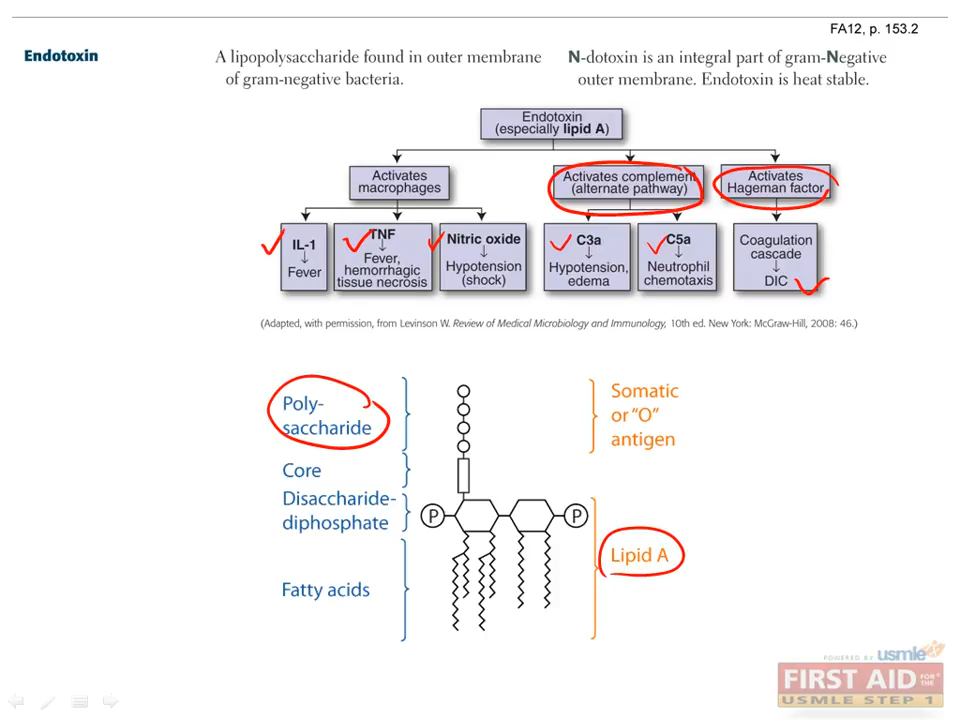 FA12, p. 153.2
Endotoxin
A lipopolysaccharide found in outer membrane
of gram-negative bacteria.
N-dotoxin is an integral part of gram-Negative
outer membrane. Endotoxin is heat stable.
Endotoxin
(especially lipid A)
Activates
macrophages
Activates complement
(alternate pathway)
Activates
Hageman factor
IL-1
↓
Fever
TNF
↓
Fever,
hemorrhagic
tissue necrosis
Nitric oxide
↓
Hypotension
(shock)
C3a
↓
Hypotension,
edema
C5a
↓
Neutrophil
chemotaxis
Coagulation
cascade
↓
DIC
(Adapted, with permission, from Levinson W. Review of Medical Microbiology and Immunology, 10th ed. New York: McGraw-Hill, 2008: 46.)
Poly-
saccharide
Somatic
or "O"
antigen
Core
Disaccharide-
diphosphate
P
P
Lipid A
Fatty acids
POWERED BY usmle
FIRST AID FOR THE
USMLE STEP 1